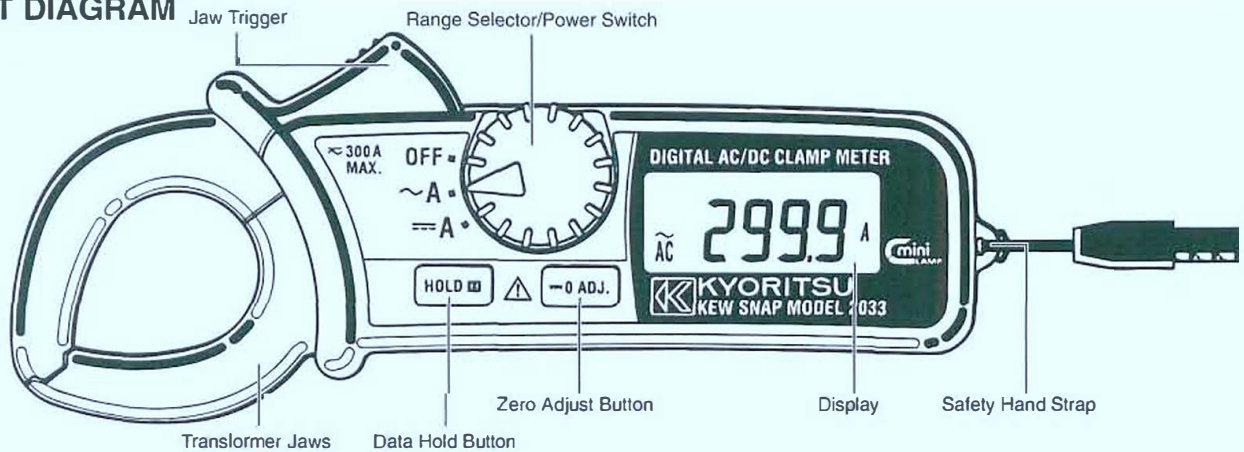 T DIAGRAM
Jaw Trigger
Range Selector/Power Switch
≂ 300 A
MAX.
OFF
~A
⎓A
DIGITAL AC/DC CLAMP METER
~
AC
299.9 A
mini
CLAMP
HOLD H
⚠
⎓0 ADJ.
K KYORITSU
KEW SNAP MODEL 2033
Zero Adjust Button
Display
Safety Hand Strap
Translormer Jaws
Data Hold Button